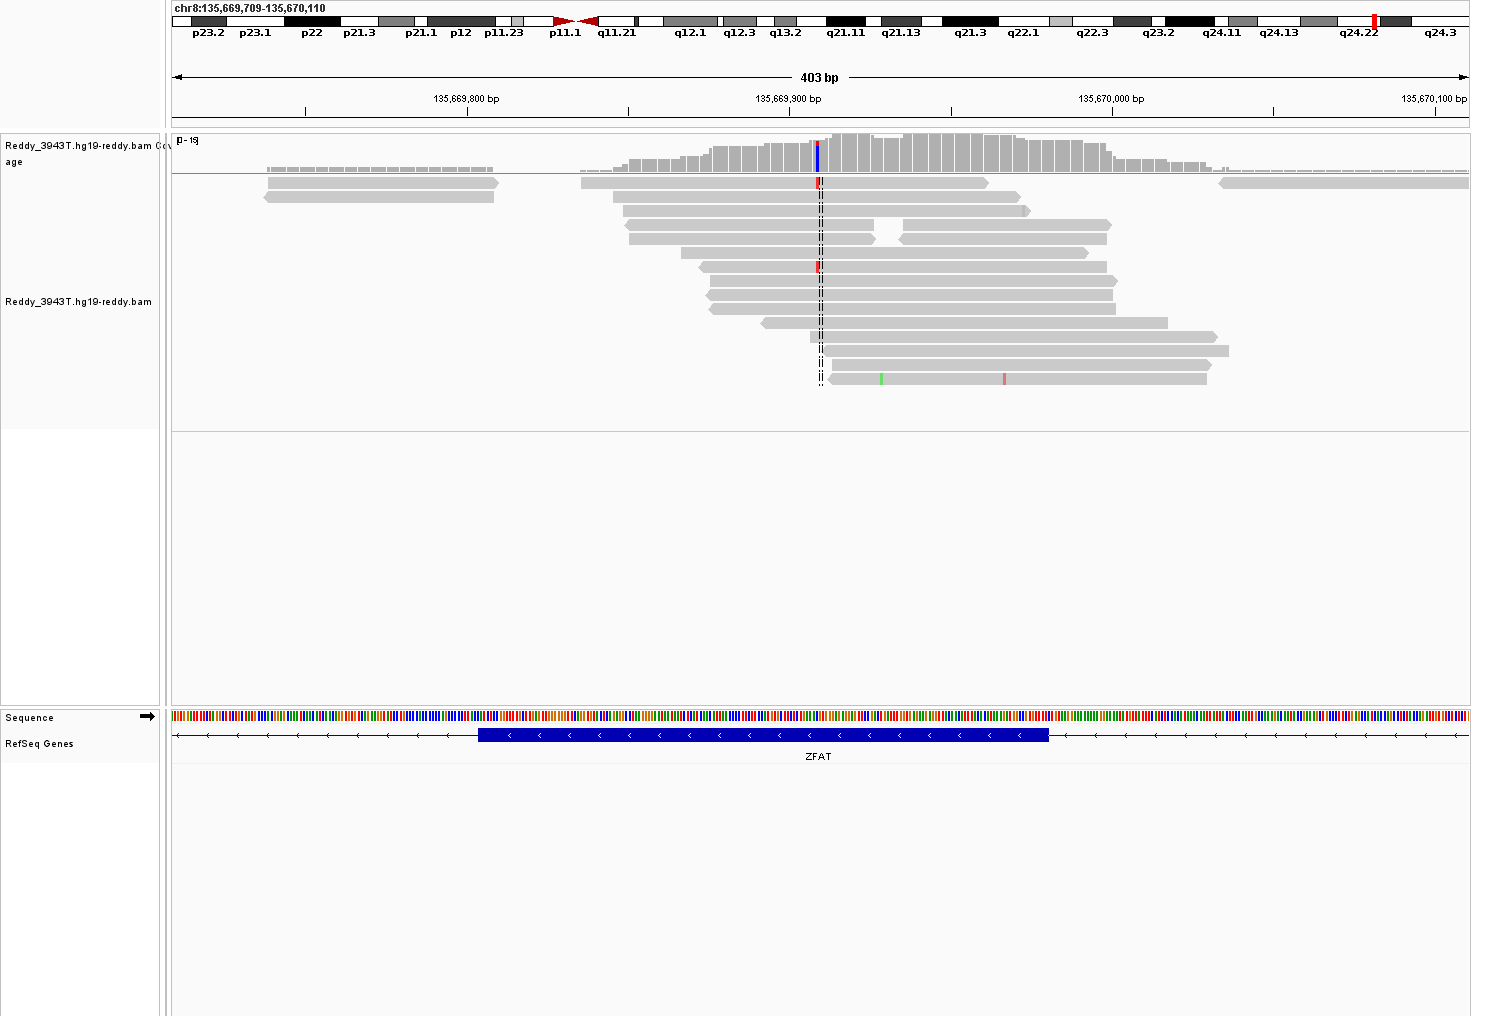 chr8:135,669,709-135,670,110
p23.2 p23.1 p22 p21.3 p21.1 p12 p11.23 p11.1 q11.21 q12.1 q12.3 q13.2 q21.11 q21.13 q21.3 q22.1 q22.3 q23.2 q24.11 q24.13 q24.22 q24.3
403 bp
135,669,800 bp 135,669,900 bp 135,670,000 bp 135,670,100 bp
Reddy_3943T.hg19-reddy.bam Cov
age
[0 - 15]
Reddy_3943T.hg19-reddy.bam
Sequence
RefSeq Genes
ZFAT